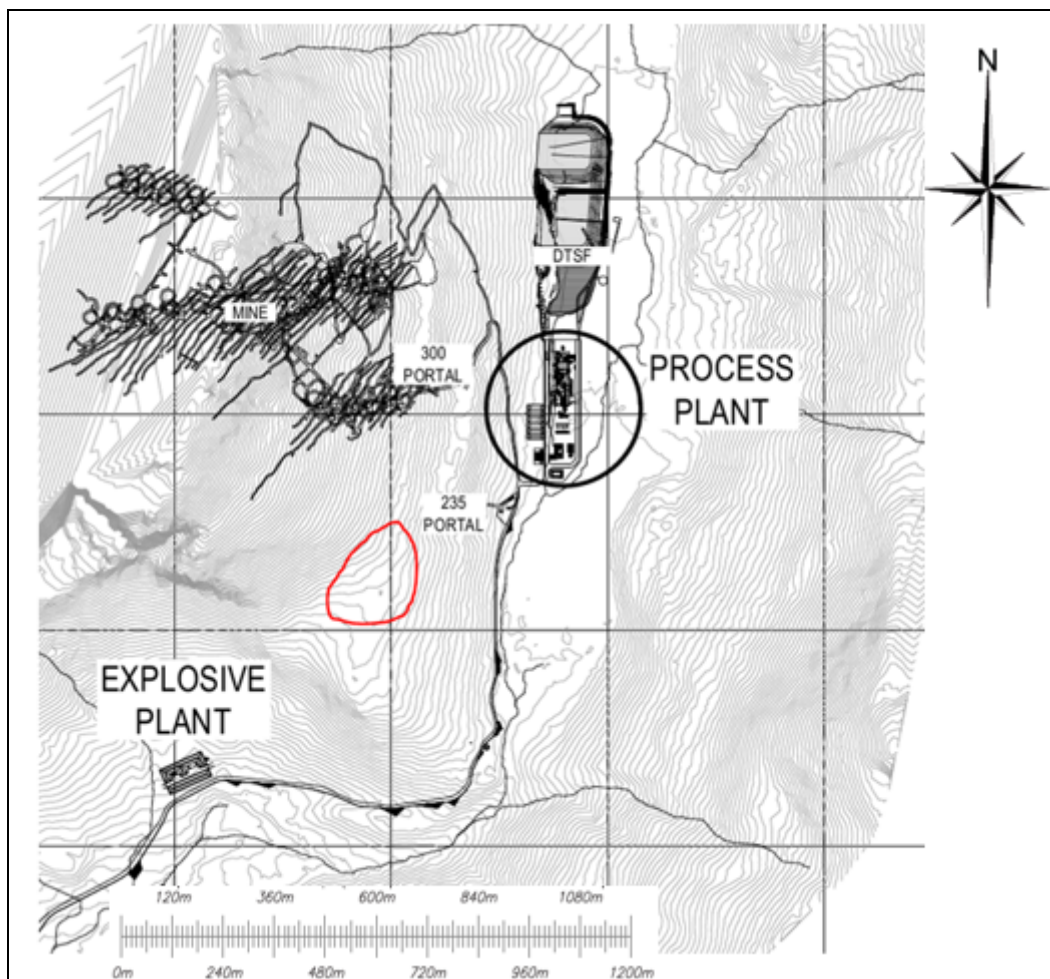 N
DTSF
MINE
300
PORTAL
PROCESS
PLANT
235
PORTAL
EXPLOSIVE
PLANT
120m 360m 600m 840m 1080m
0m 240m 480m 720m 960m 1200m